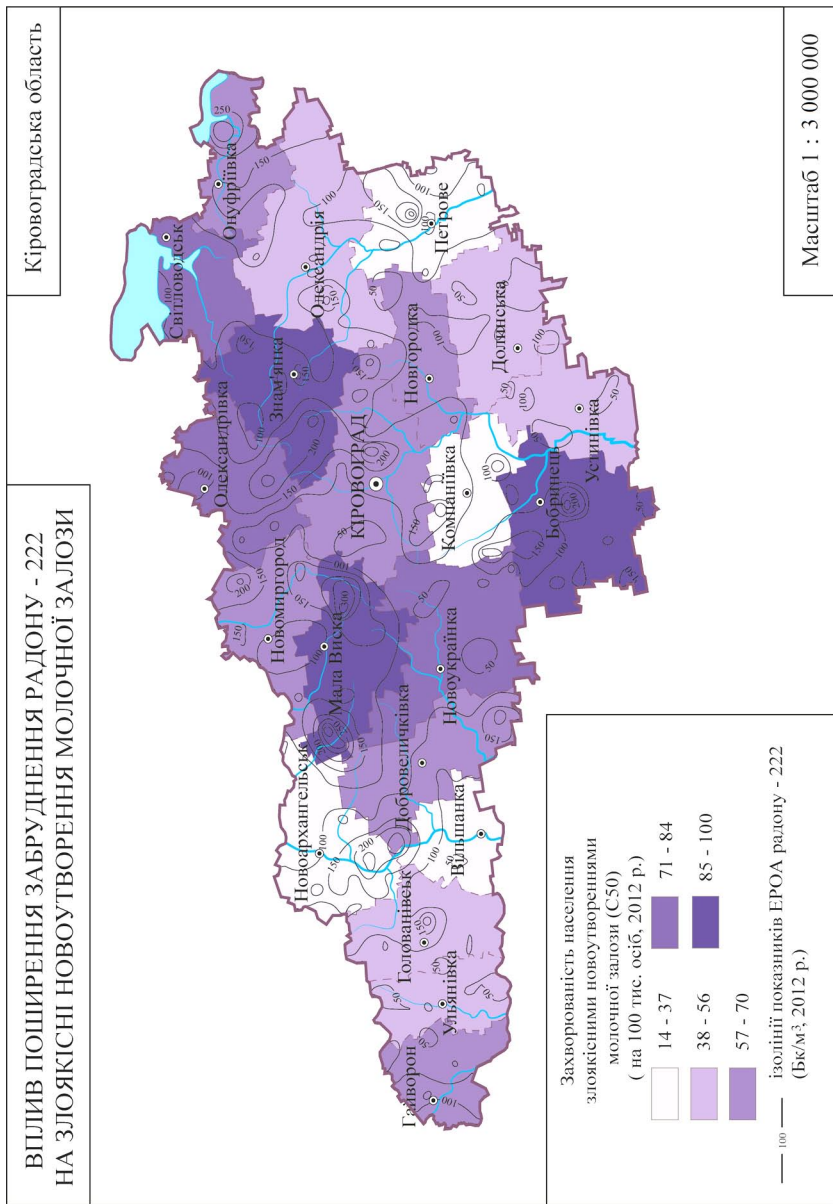 ВПЛИВ ПОШИРЕННЯ ЗАБРУДНЕННЯ РАДОНУ - 222
НА ЗЛОЯКІСНІ НОВОУТВОРЕННЯ МОЛОЧНОЇ ЗАЛОЗИ
Кіровоградська область
Світловодськ
Онуфріївка
Олександрівка
Знам'янка
Олександрія
Новомиргород
Петрове
КІРОВОГРАД
Новгородка
Мала Виска
Новоархангельськ
Долинська
Компаніївка
Новоукраїнка
Добровеличківка
Бобринець
Устинівка
Вільшанка
Голованівськ
Ульянівка
Гайворон
Захворюваність населення
злоякісними новоутвореннями
молочної залози (С50)
( на 100 тис. осіб, 2012 р.)
14 - 37
38 - 56
57 - 70
71 - 84
85 - 100
100
ізолінії показників ЕРОА радону - 222
(Бк/м³, 2012 р.)
Масштаб 1 : 3 000 000